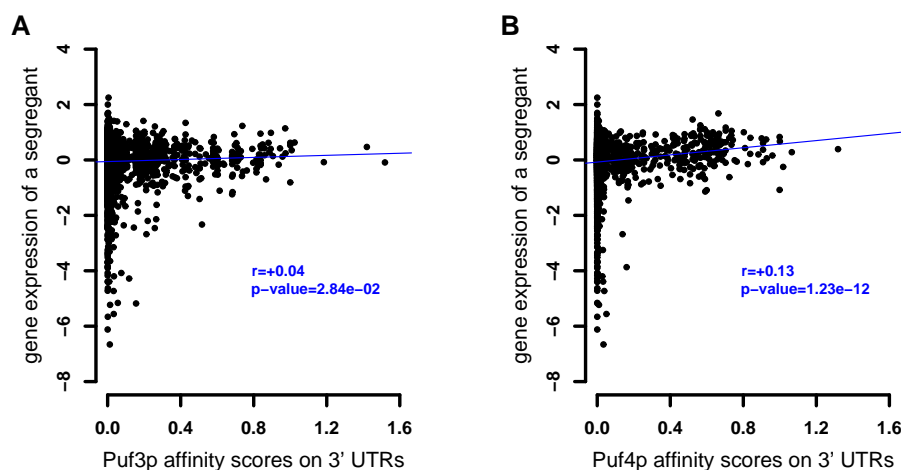 A
gene expression of a segregant
4
2
0
−2
−4
−6
−8
r=+0.04
p−value=2.84e−02
0.0 0.4 0.8 1.2 1.6
Puf3p affinity scores on 3' UTRs
B
gene expression of a segregant
4
2
0
−2
−4
−6
−8
r=+0.13
p−value=1.23e−12
0.0 0.4 0.8 1.2 1.6
Puf4p affinity scores on 3' UTRs